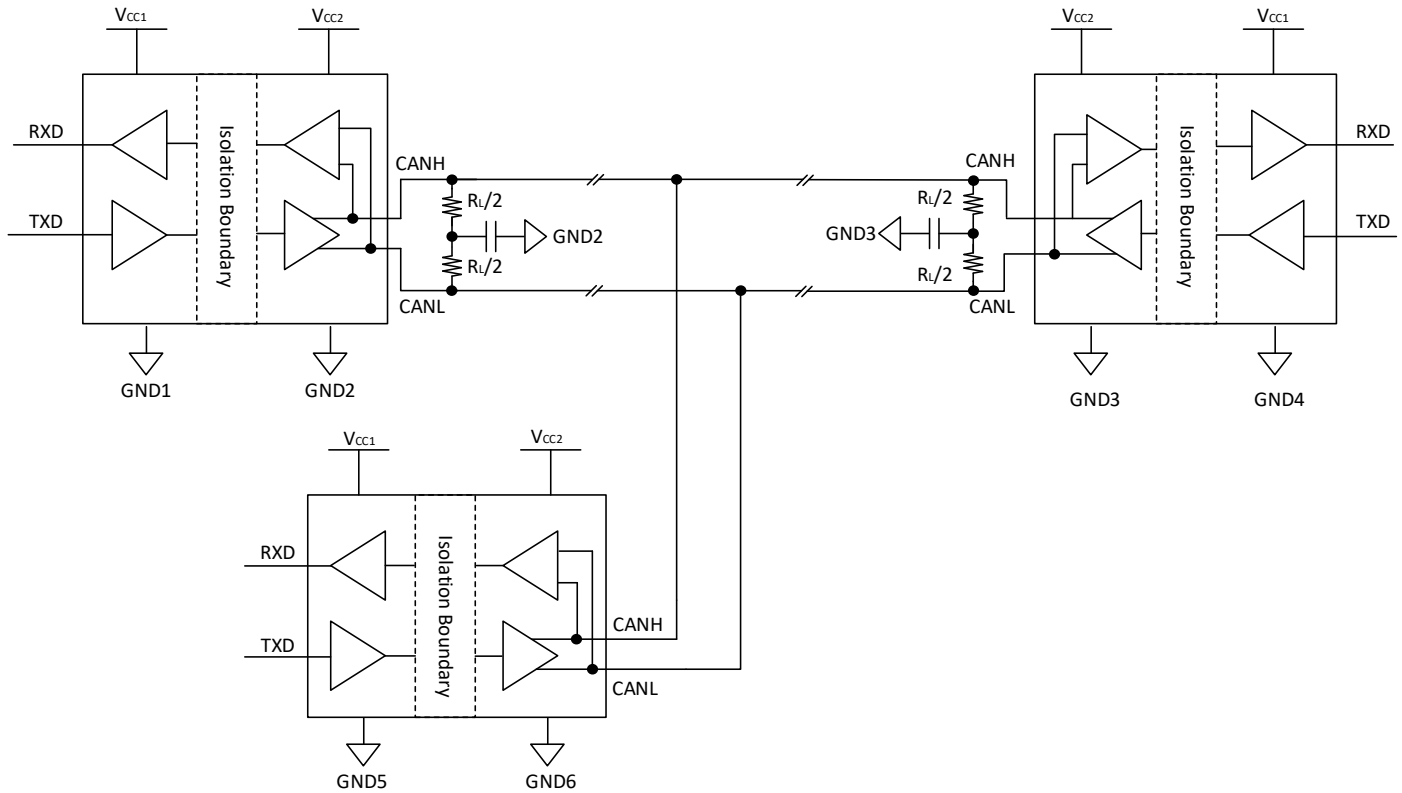 VCC1
VCC2
RXD
TXD
Isolation Boundary
GND1
GND2
CANH
RL/2
GND2
RL/2
CANL
CANH
RL/2
GND3
RL/2
CANL
VCC2
VCC1
Isolation Boundary
RXD
TXD
GND3
GND4
VCC1
VCC2
RXD
TXD
Isolation Boundary
CANH
CANL
GND5
GND6